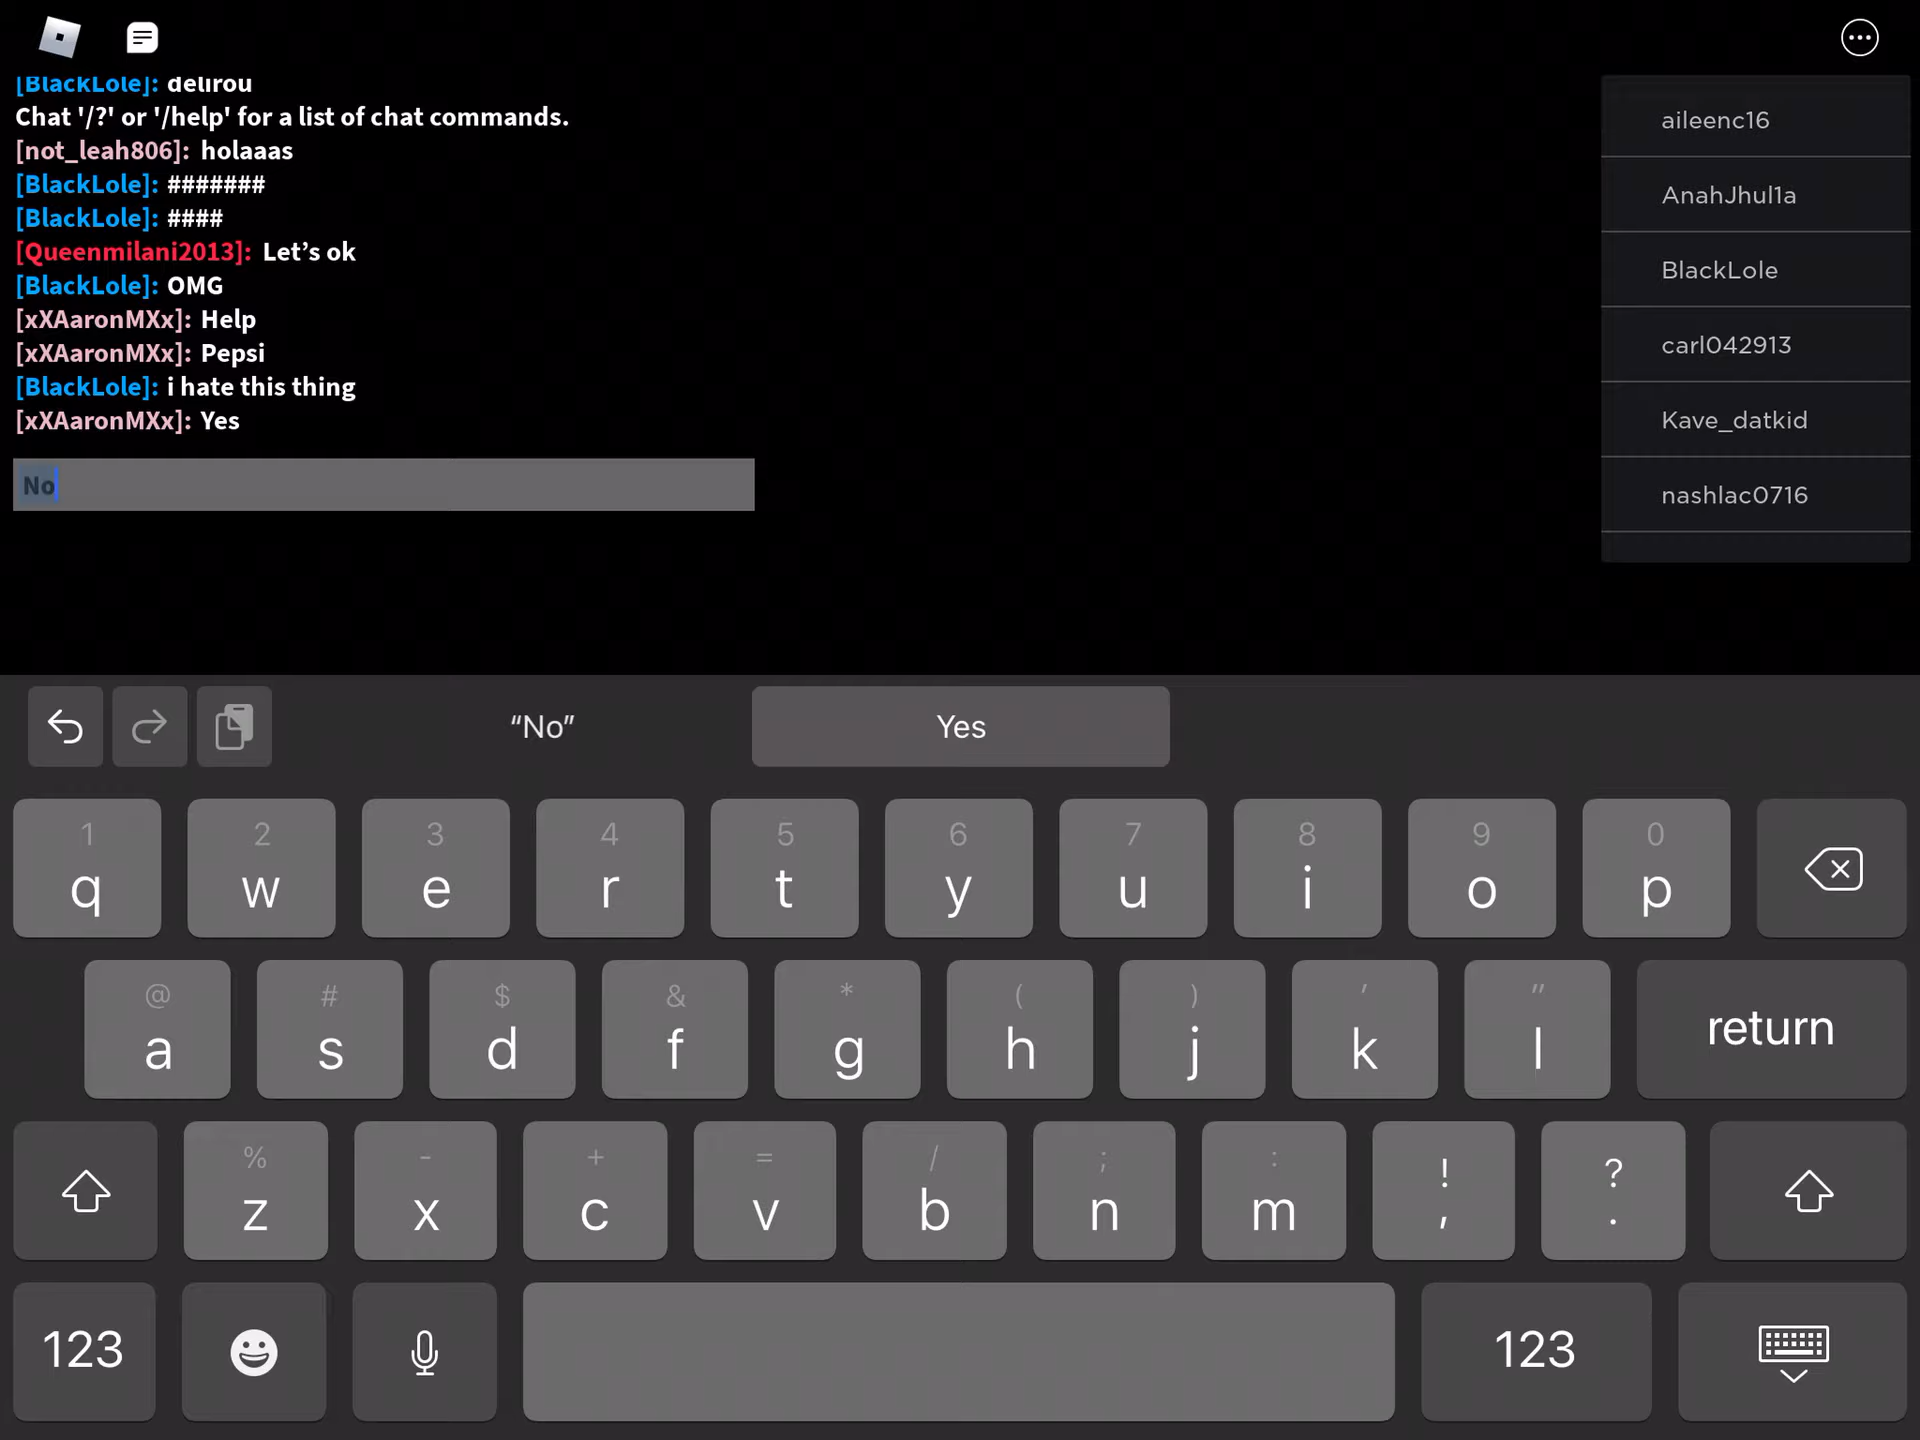 [BlackLole]: delirou
Chat '/?' or '/help' for a list of chat commands.
[not_leah806]: holaaas
[BlackLole]: #######
[BlackLole]: ####
[Queenmilani2013]: Let’s ok
[BlackLole]: OMG
[xXAaronMXx]: Help
[xXAaronMXx]: Pepsi
[BlackLole]: i hate this thing
[xXAaronMXx]: Yes
No
aileenc16
AnahJhul1a
BlackLole
carl042913
Kave_datkid
nashlac0716
“No” Yes
1 2 3 4 5 6 7 8 9 0
q w e r t y u i o p
@ # $ & * ( ) ' "
a s d f g h j k l return
% - + = / ; : ! ?
z x c v b n m , .
123 123